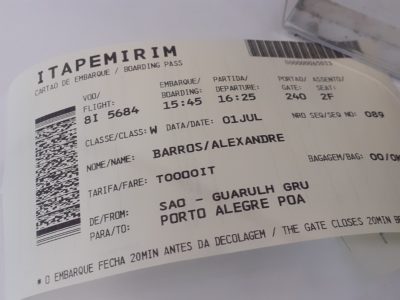 ITAPEMIRIM
CARTAO DE EMBARQUE / BOARDING PASS
VOO/ EMBARQUE/ PARTIDA/ PORTAO/ ASSENTO/
FLIGHT: BOARDING: DEPARTURE: GATE: SEAT:
8I 5684 15:45 16:25 240 2F
CLASSE/CLASS: W DATA/DATE: 01JUL NRO SEQ/SEQ NO: 089
NOME/NAME: BARROS/ALEXANDRE
TARIFA/FARE: TOODOIT BAGAGEM/BAG: 00/0K
DE/FROM: SAO - GUARULH GRU
PARA/TO: PORTO ALEGRE POA
* O EMBARQUE FECHA 20MIN ANTES DA DECOLAGEM / THE GATE CLOSES 20MIN